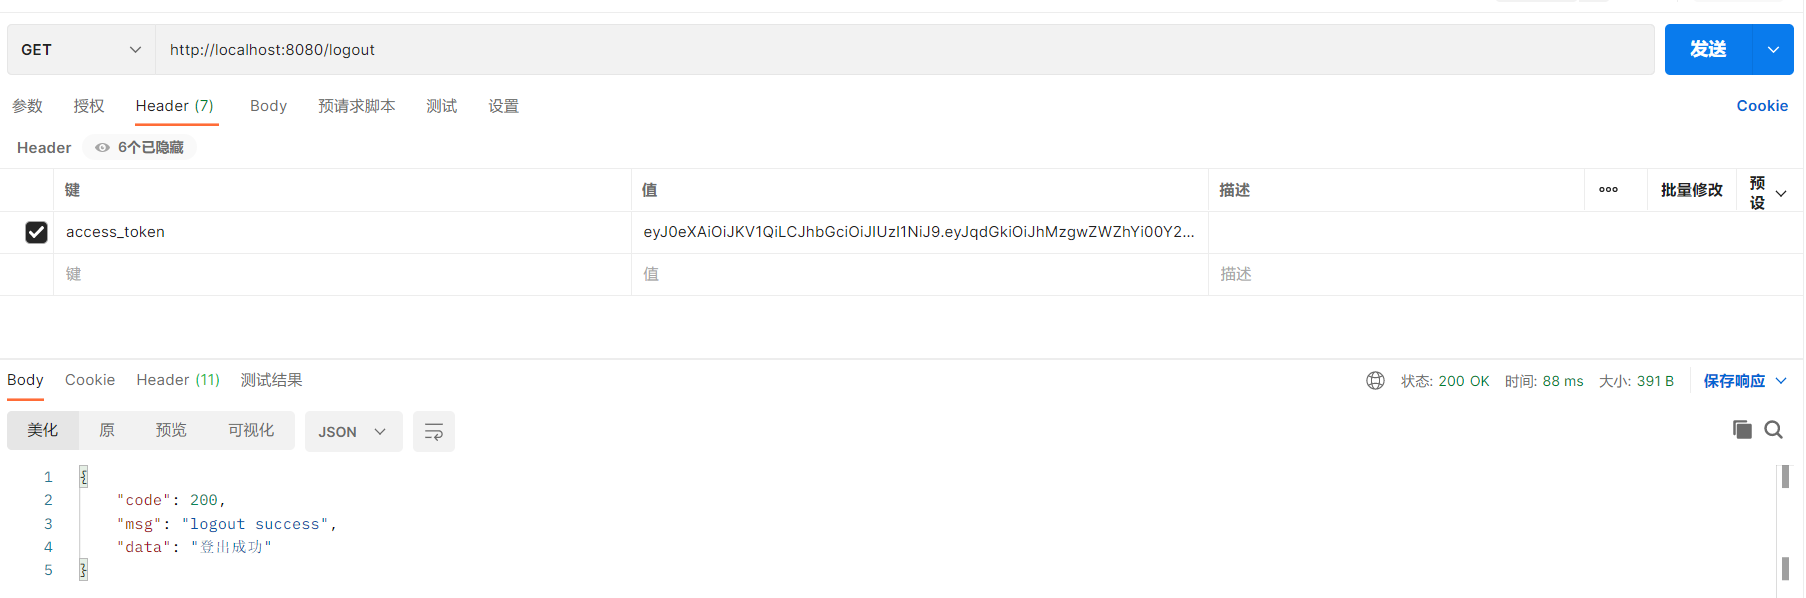 GET http://localhost:8080/logout 发送
参数 授权 Header (7) Body 预请求脚本 测试 设置 Cookie
Header 6个已隐藏
键 值 描述 批量修改 预设
access_token eyJ0eXAiOiJKV1QiLCJhbGciOiJIUzI1NiJ9.eyJqdGkiOiJhMzgwZWZhYi00Y2...
键 值 描述
Body Cookie Header (11) 测试结果 状态: 200 OK 时间: 88 ms 大小: 391 B 保存响应
美化 原 预览 可视化 JSON
1 {
2 "code": 200,
3 "msg": "logout success",
4 "data": "登出成功"
5 }